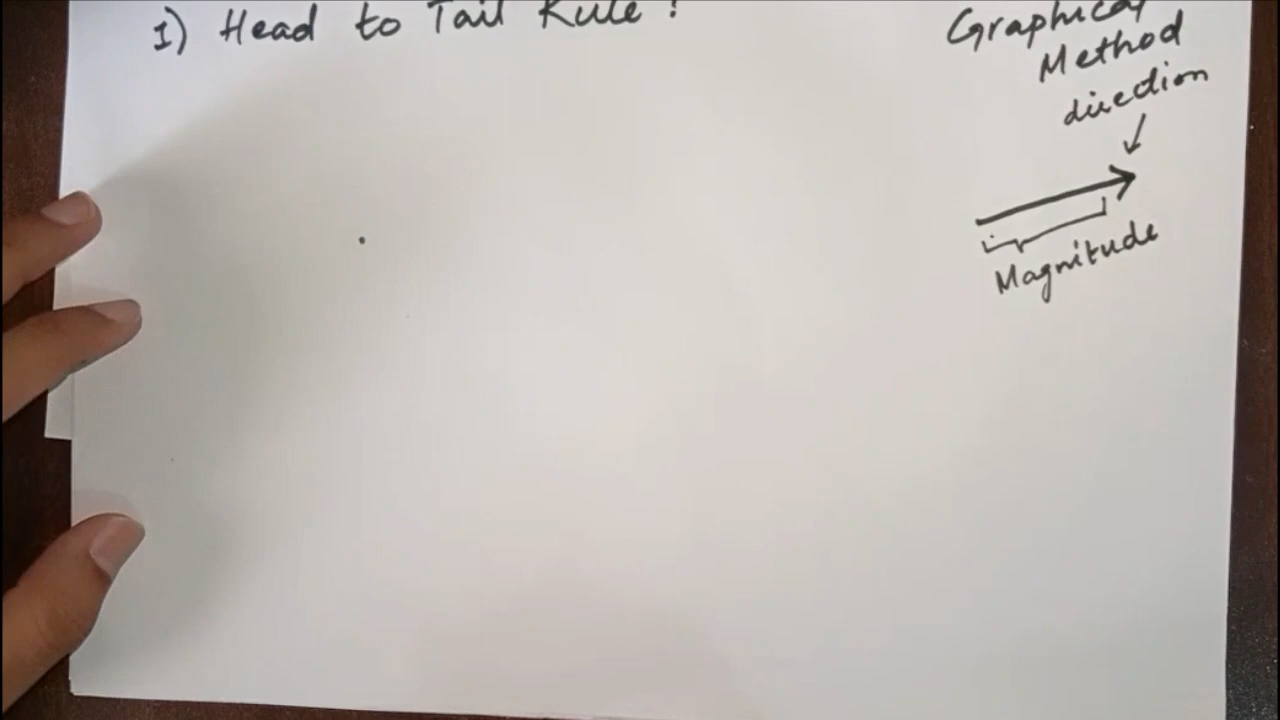 1) Head to Tail Rule :
Graphical
Method
direction
Magnitude